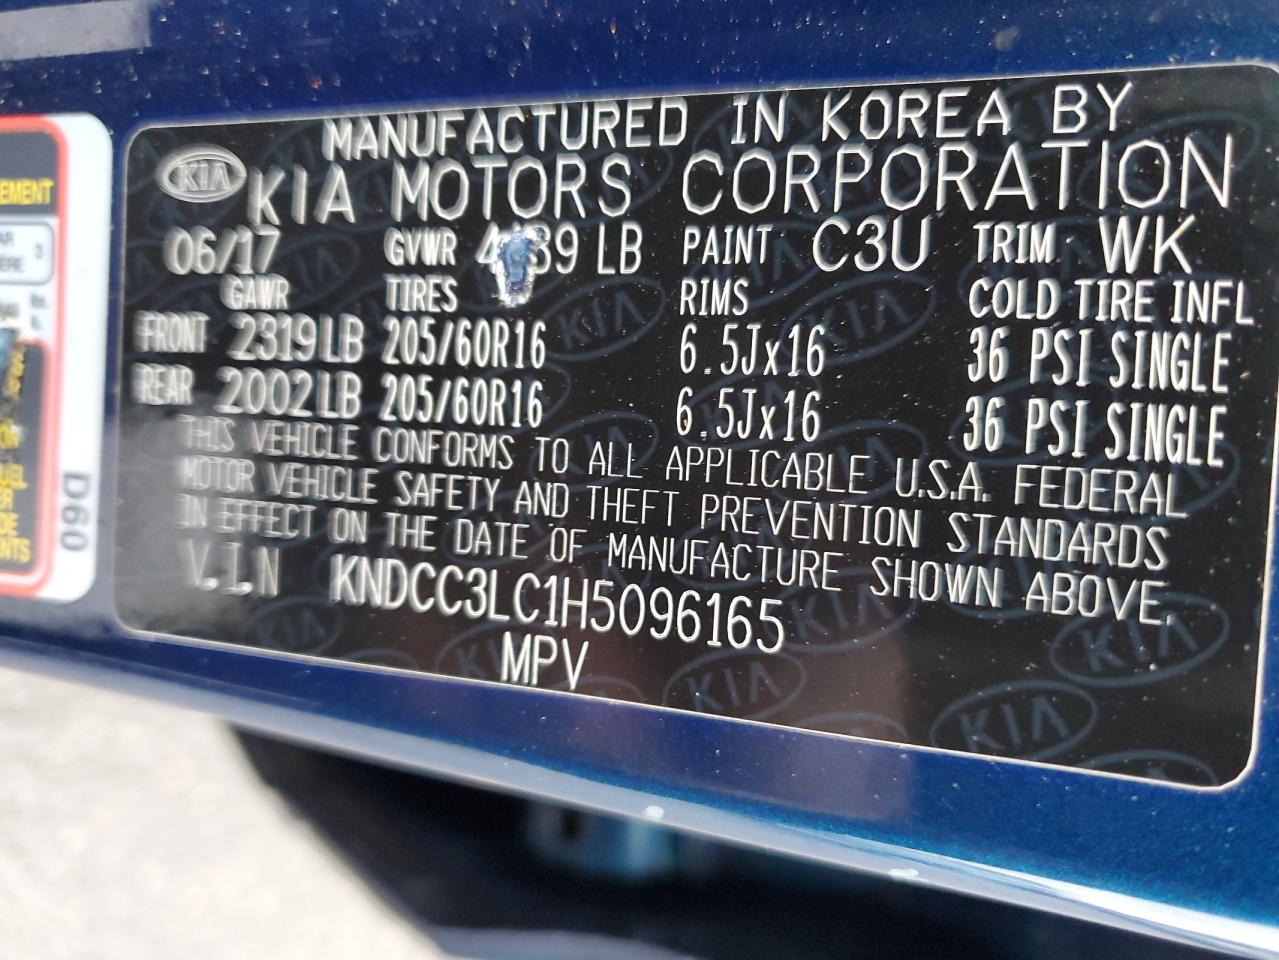 MANUFACTURED IN KOREA BY
KIA KIA MOTORS CORPORATION
06/17 GVWR LB PAINT C3U TRIM WK
GAWR TIRES RIMS COLD TIRE INFL
FRONT 2319LB 205/60R16 6.5Jx16 36 PSI SINGLE
REAR 2002LB 205/60R16 6.5Jx16 36 PSI SINGLE
THIS VEHICLE CONFORMS TO ALL APPLICABLE U.S.A. FEDERAL
MOTOR VEHICLE SAFETY AND THEFT PREVENTION STANDARDS
IN EFFECT ON THE DATE OF MANUFACTURE SHOWN ABOVE.
V.I.N KNDCC3LC1H5096165
MPV
D60